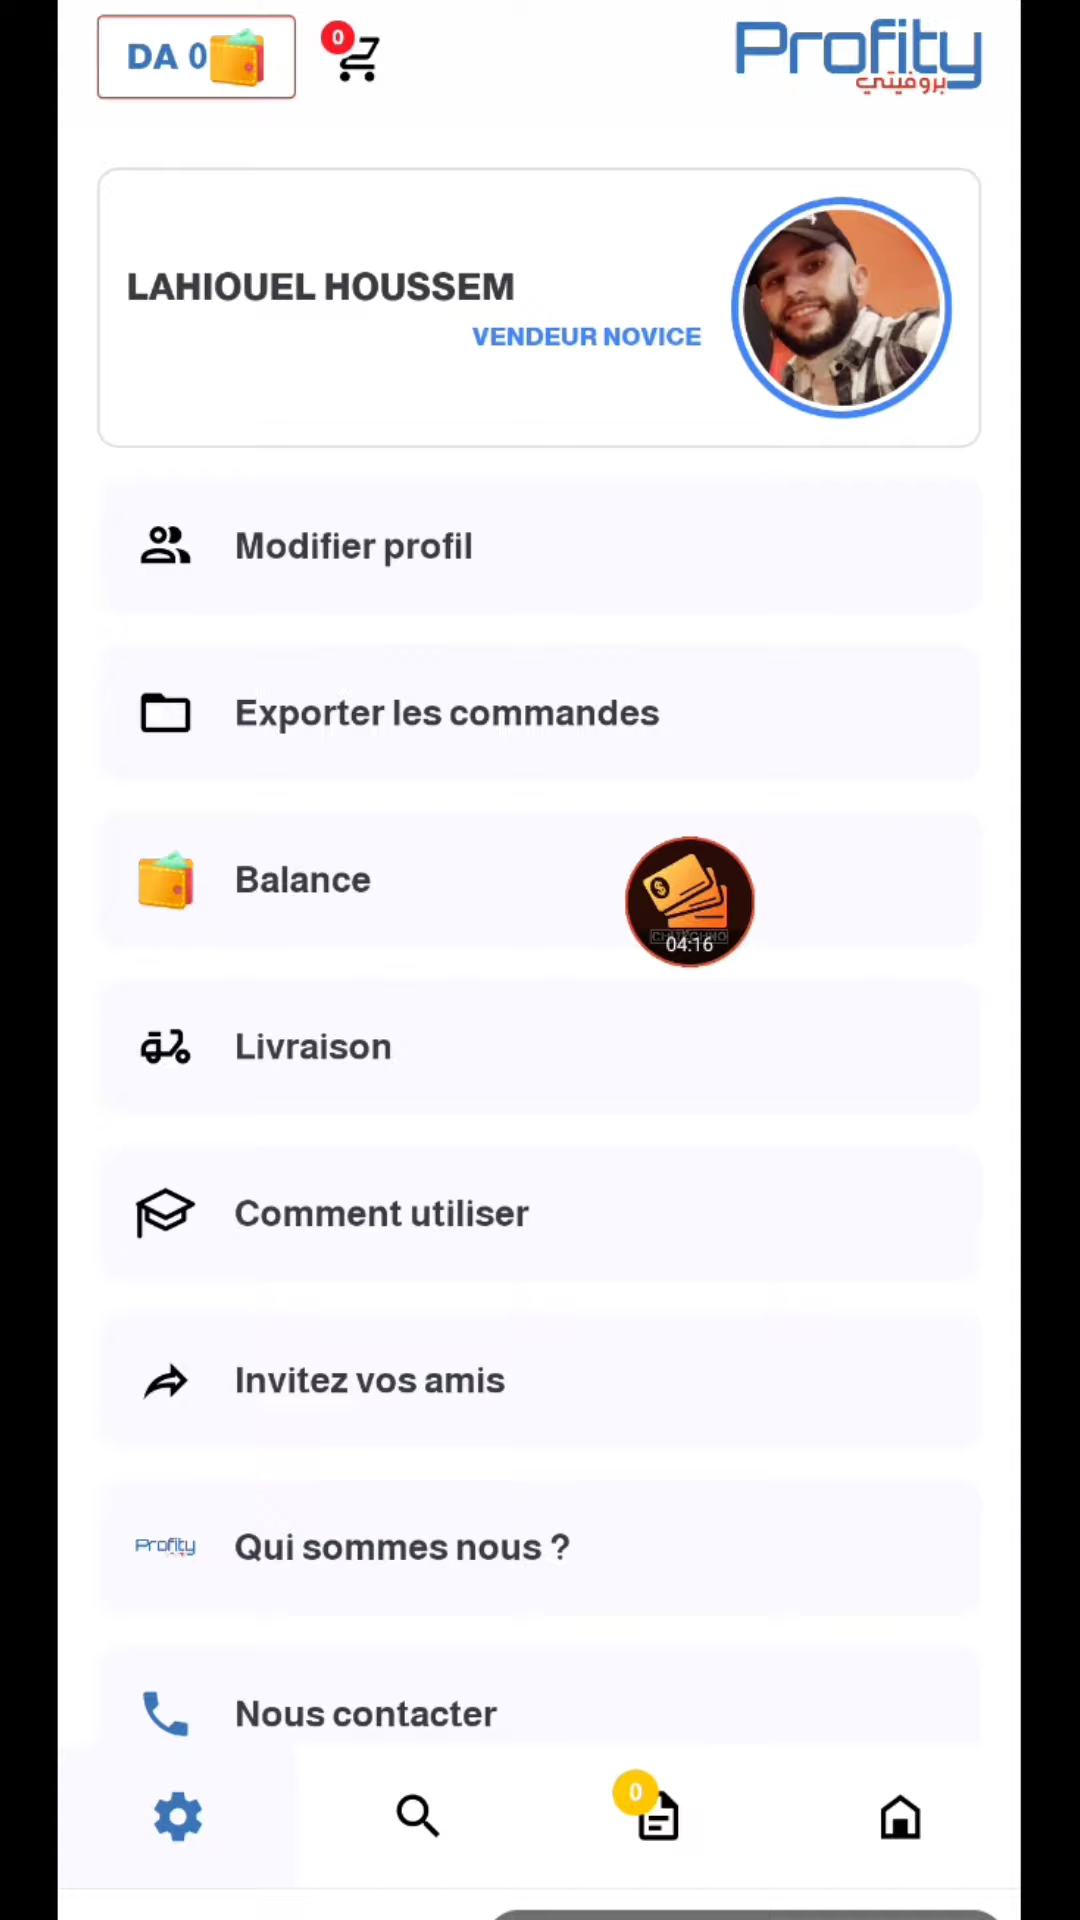 DA 0
0
Profity
بروفيتي
LAHIOUEL HOUSSEM
VENDEUR NOVICE
Modifier profil
Exporter les commandes
Balance
04:16
Livraison
Comment utiliser
Invitez vos amis
Profity
Qui sommes nous ?
Nous contacter
0